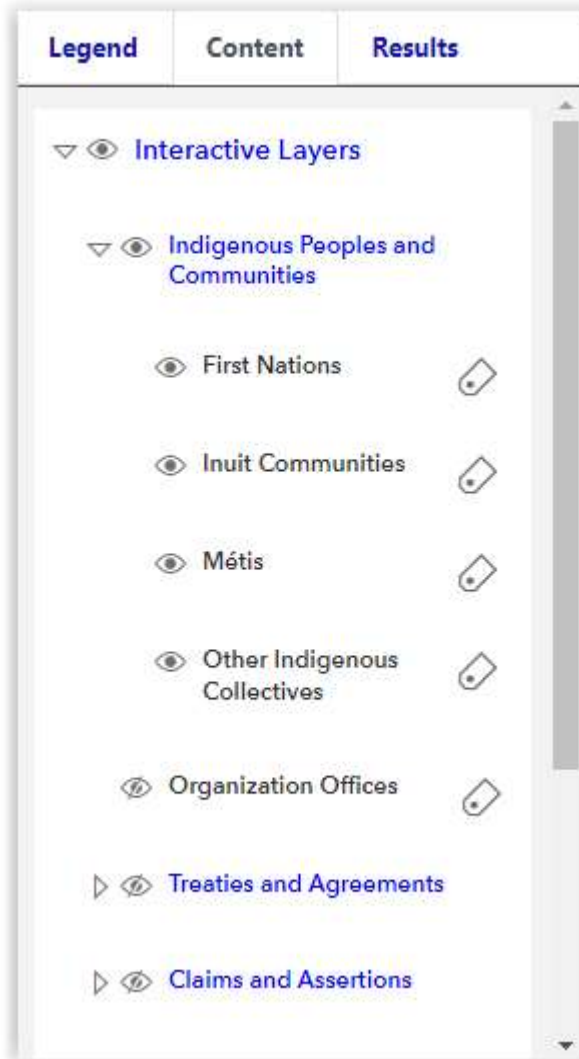 Legend Content Results
Interactive Layers
Indigenous Peoples and
Communities
First Nations
Inuit Communities
Métis
Other Indigenous
Collectives
Organization Offices
Treaties and Agreements
Claims and Assertions